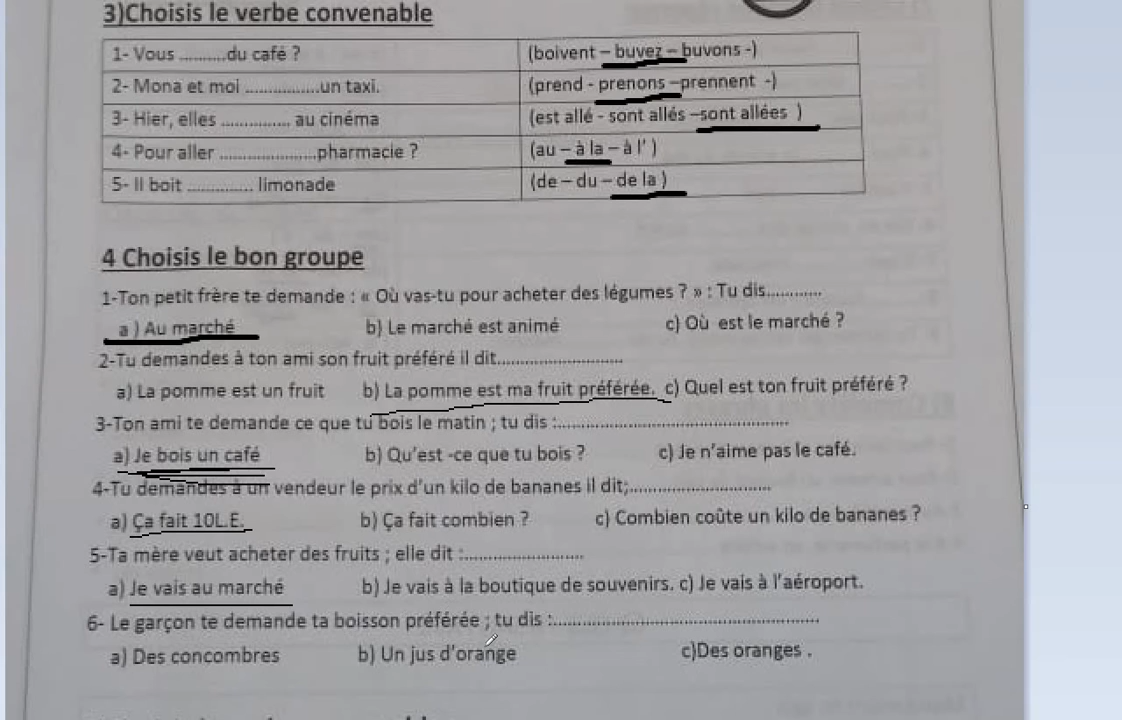 3)Choisis le verbe convenable
1- Vous ..........du café ? (boivent – buvez – buvons -)
2- Mona et moi .................un taxi. (prend - prenons –prennent -)
3- Hier, elles ............... au cinéma (est allé - sont allés –sont allées )
4- Pour aller ......................pharmacie ? (au – à la – à l' )
5- Il boit .............. limonade (de – du – de la )
4 Choisis le bon groupe
1-Ton petit frère te demande : « Où vas-tu pour acheter des légumes ? » : Tu dis............
a ) Au marché b) Le marché est animé c) Où est le marché ?
2-Tu demandes à ton ami son fruit préféré il dit............................
a) La pomme est un fruit b) La pomme est ma fruit préférée. c) Quel est ton fruit préféré ?
3-Ton ami te demande ce que tu bois le matin ; tu dis :..................................................
a) Je bois un café b) Qu'est -ce que tu bois ? c) Je n'aime pas le café.
4-Tu demandes à un vendeur le prix d'un kilo de bananes il dit;...............................
a) Ça fait 10L.E. b) Ça fait combien ? c) Combien coûte un kilo de bananes ?
5-Ta mère veut acheter des fruits ; elle dit :..........................
a) Je vais au marché b) Je vais à la boutique de souvenirs. c) Je vais à l'aéroport.
6- Le garçon te demande ta boisson préférée ; tu dis :..........................................................
a) Des concombres b) Un jus d'orange c)Des oranges .